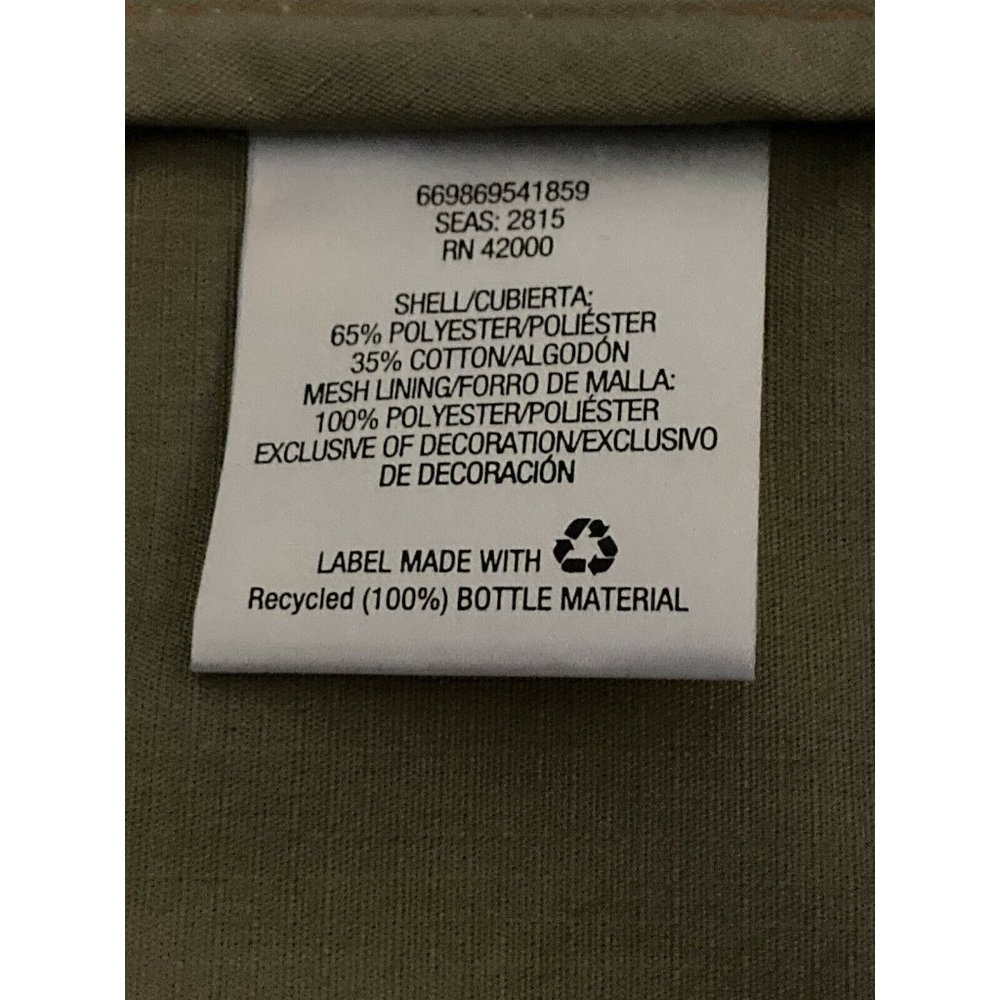 669869541859
SEAS: 2815
RN 42000
SHELL/CUBIERTA:
65% POLYESTER/POLIÉSTER
35% COTTON/ALGODÓN
MESH LINING/FORRO DE MALLA:
100% POLYESTER/POLIÉSTER
EXCLUSIVE OF DECORATION/EXCLUSIVO
DE DECORACIÓN
LABEL MADE WITH
Recycled (100%) BOTTLE MATERIAL